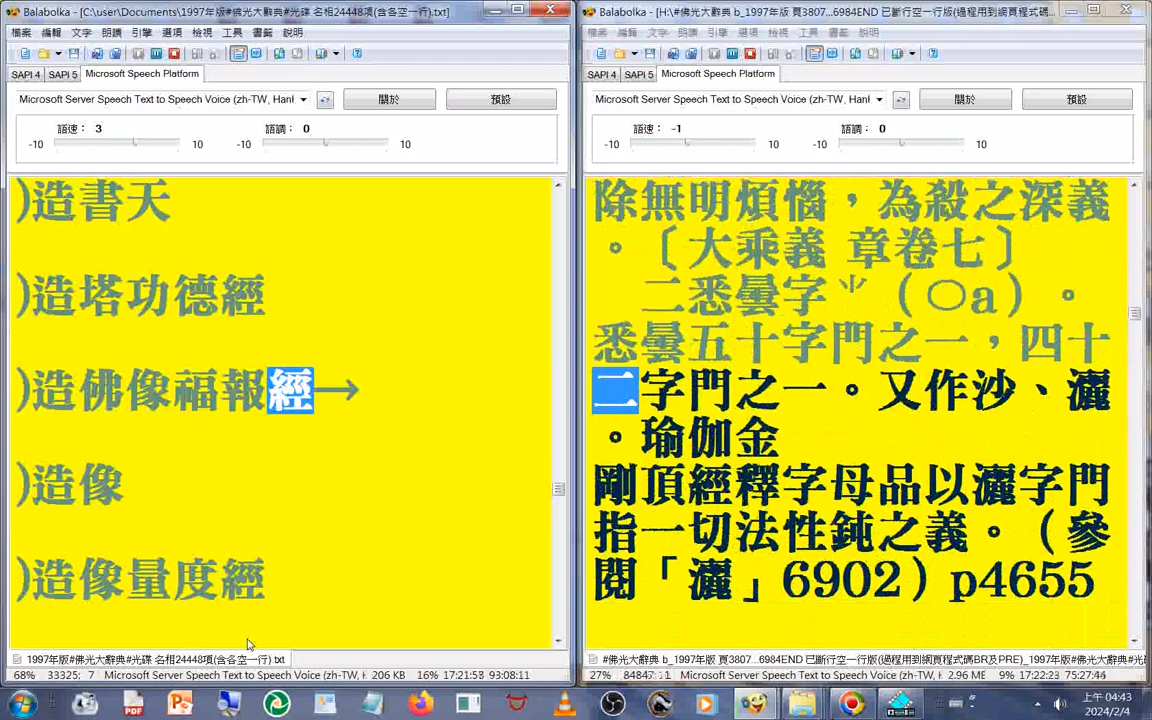 Balabolka - [C:\user\Documents\1997年版#佛光大辭典#光碟 名相24448項(含各空一行).txt]
檔案 編輯 文字 朗讀 引擎 選項 檢視 工具 書籤 說明
SAPI 4 SAPI 5 Microsoft Speech Platform
Microsoft Server Speech Text to Speech Voice (zh-TW, Hanl
關於
預設
語速： 3
語調： 0
-10 10 -10 10
)造書天
)造塔功德經
)造佛像福報經→
)造像
)造像量度經
1997年版#佛光大辭典#光碟 名相24448項(含各空一行).txt
68% 33325: 7 Microsoft Server Speech Text to Speech Voice (zh-TW, Han 206 KB 16% 17:21:58 93:08:11
Balabolka - [H:\#佛光大辭典 b_1997年版 頁3807...6984END 已斷行空一行版(過程用到網頁程式碼...
檔案 編輯 文字 朗讀 引擎 選項 檢視 工具 書籤 說明
SAPI 4 SAPI 5 Microsoft Speech Platform
Microsoft Server Speech Text to Speech Voice (zh-TW, Hanl
關於
預設
語速： -1
語調： 0
-10 10 -10 10
除無明煩惱，為殺之深義
。〔大乘義 章卷七〕
二悉曇字 （○a）。
悉曇五十字門之一，四十
二字門之一。又作沙、灑
。瑜伽金
剛頂經釋字母品以灑字門
指一切法性鈍之義。（參
閱「灑」6902）p4655
#佛光大辭典 b_1997年版 頁3807...6984END 已斷行空一行版(過程用到網頁程式碼BR及PRE)_1997年版#光
27% 84847: 1 Microsoft Server Speech Text to Speech Voice (zh-TW, Han 2.96 ME 9% 17:22:23 75:27:44
上午 04:43
2024/2/4